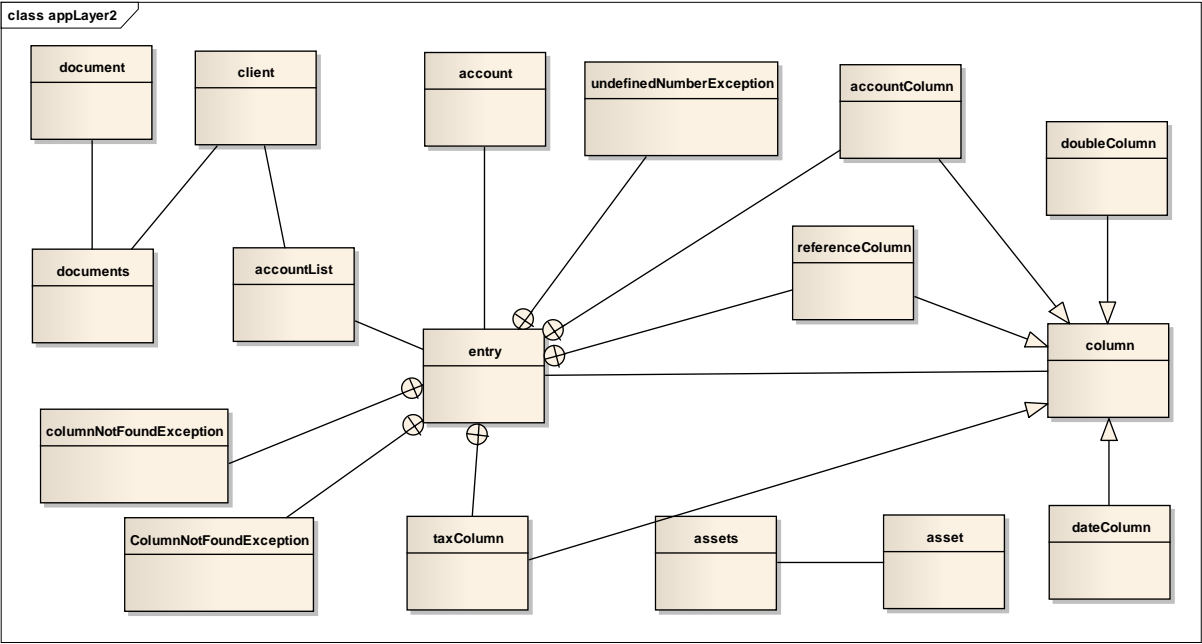 class appLayer2
document
client
account
undefinedNumberException
accountColumn
doubleColumn
documents
accountList
referenceColumn
entry
column
columnNotFoundException
ColumnNotFoundException
taxColumn
assets
asset
dateColumn